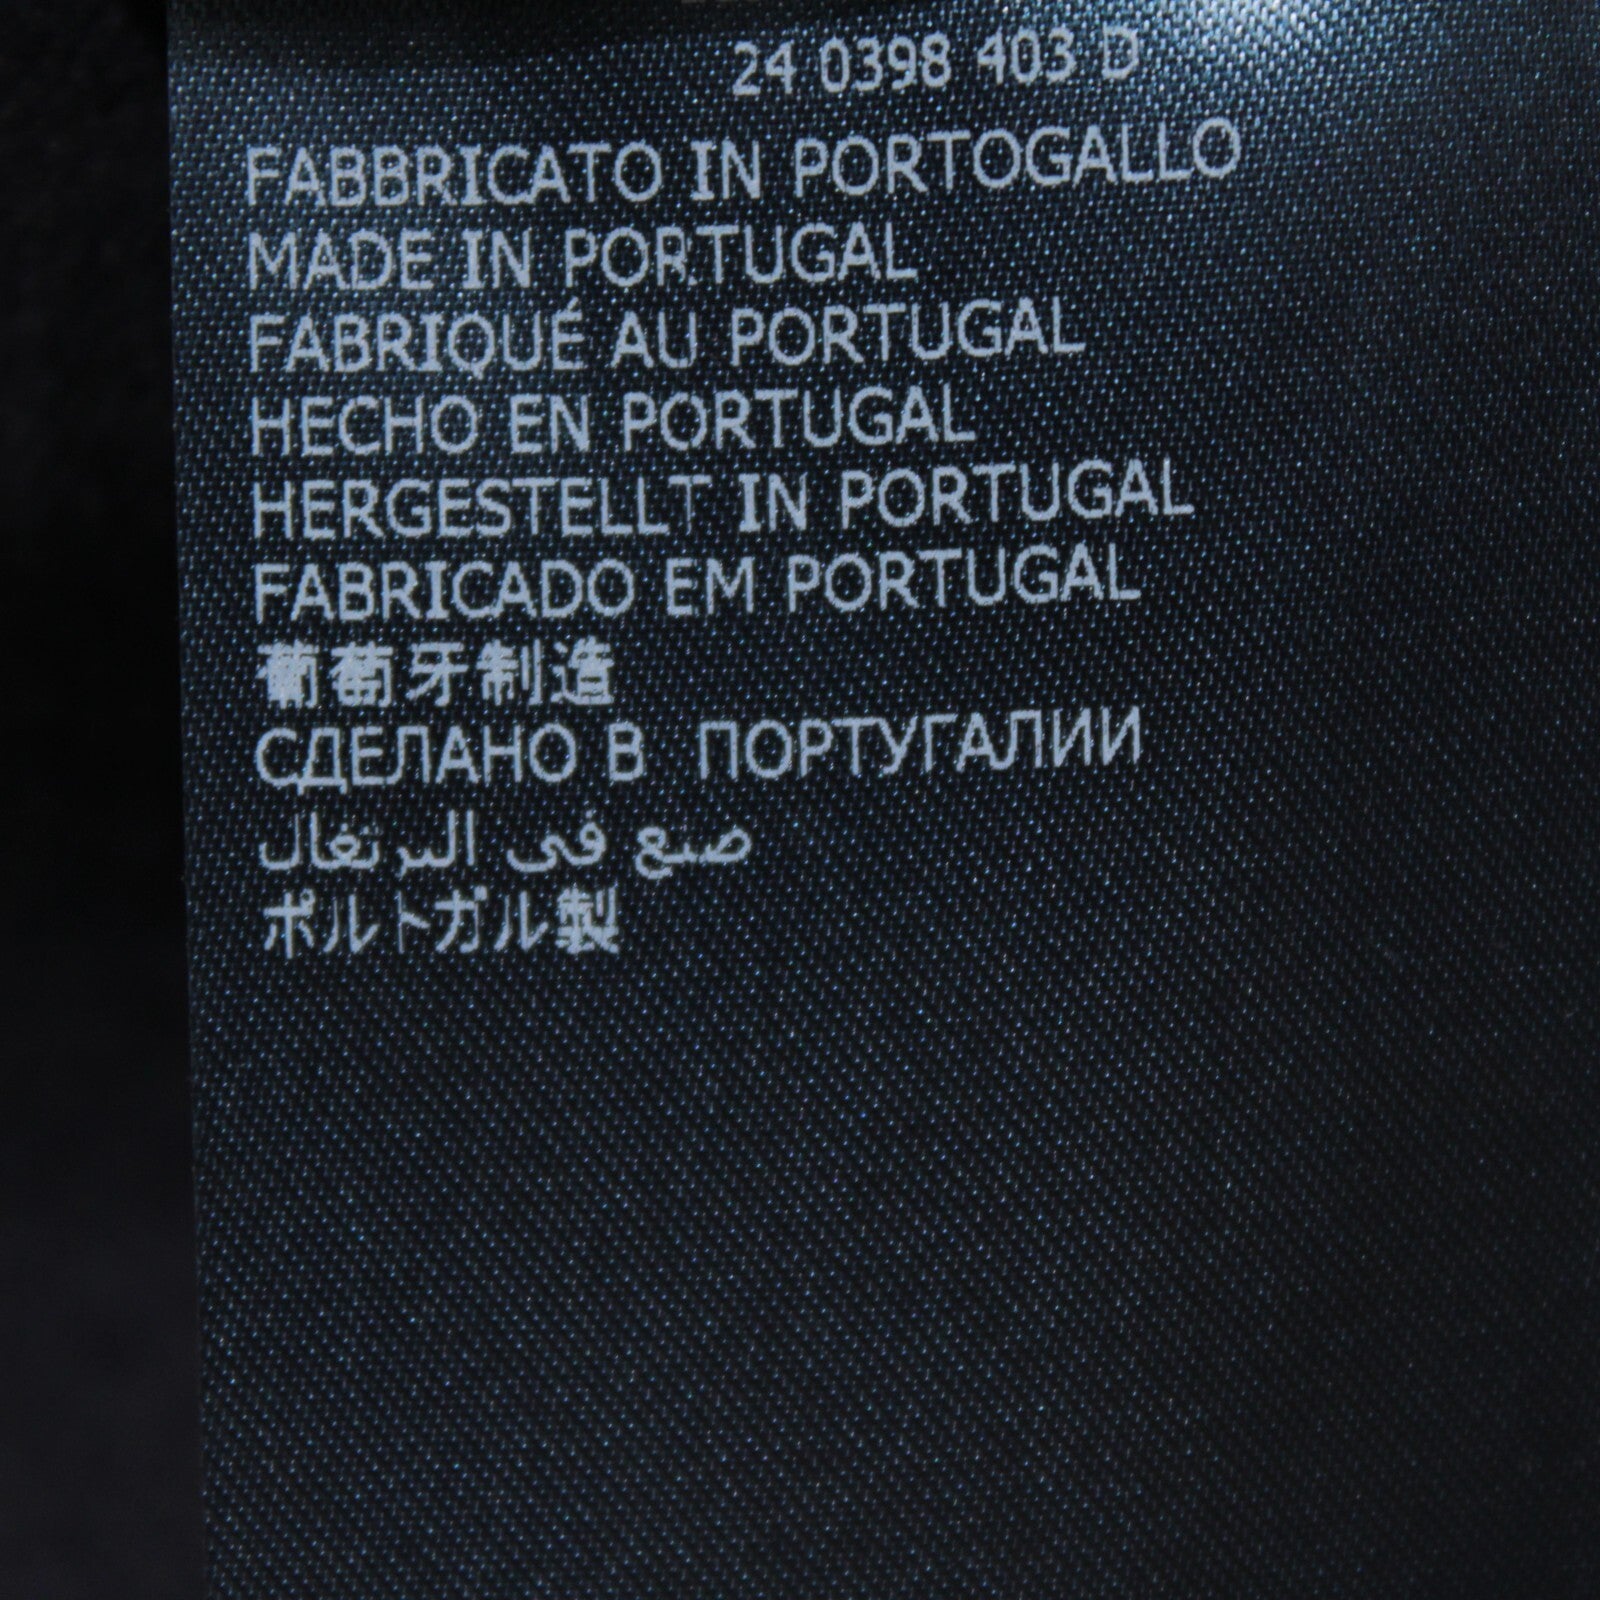 24 0398 403 D
FABBRICATO IN PORTOGALLO
MADE IN PORTUGAL
FABRIQUÉ AU PORTUGAL
HECHO EN PORTUGAL
HERGESTELLT IN PORTUGAL
FABRICADO EM PORTUGAL
葡萄牙制造
СДЕЛАНО В ПОРТУГАЛИИ
صنع في البرتغال
ポルトガル製